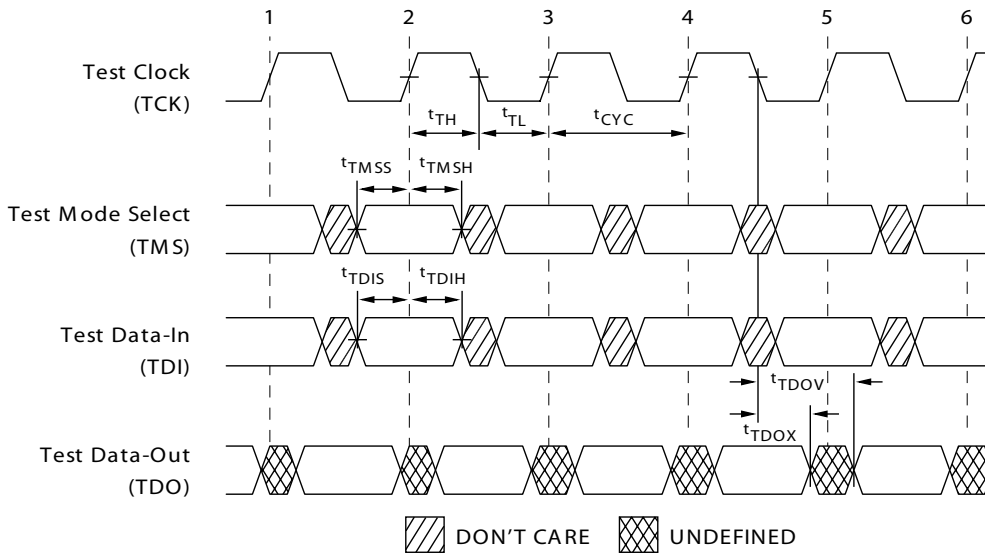 1 2 3 4 5 6
Test Clock
(TCK)
tTH tTL tCYC
tTMSS tTMSH
Test Mode Select
(TMS)
tTDIS tTDIH
Test Data-In
(TDI)
tTDOV
tTDOX
Test Data-Out
(TDO)
DON'T CARE UNDEFINED